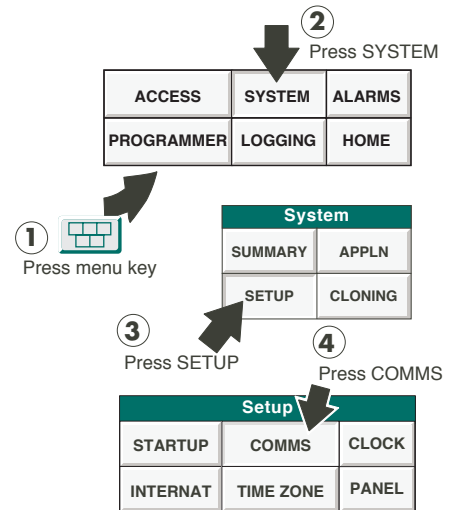 2
Press SYSTEM
ACCESS SYSTEM ALARMS
PROGRAMMER LOGGING HOME
1
Press menu key
System
SUMMARY APPLN
SETUP CLONING
3
Press SETUP
4
Press COMMS
Setup
STARTUP COMMS CLOCK
INTERNAT TIME ZONE PANEL